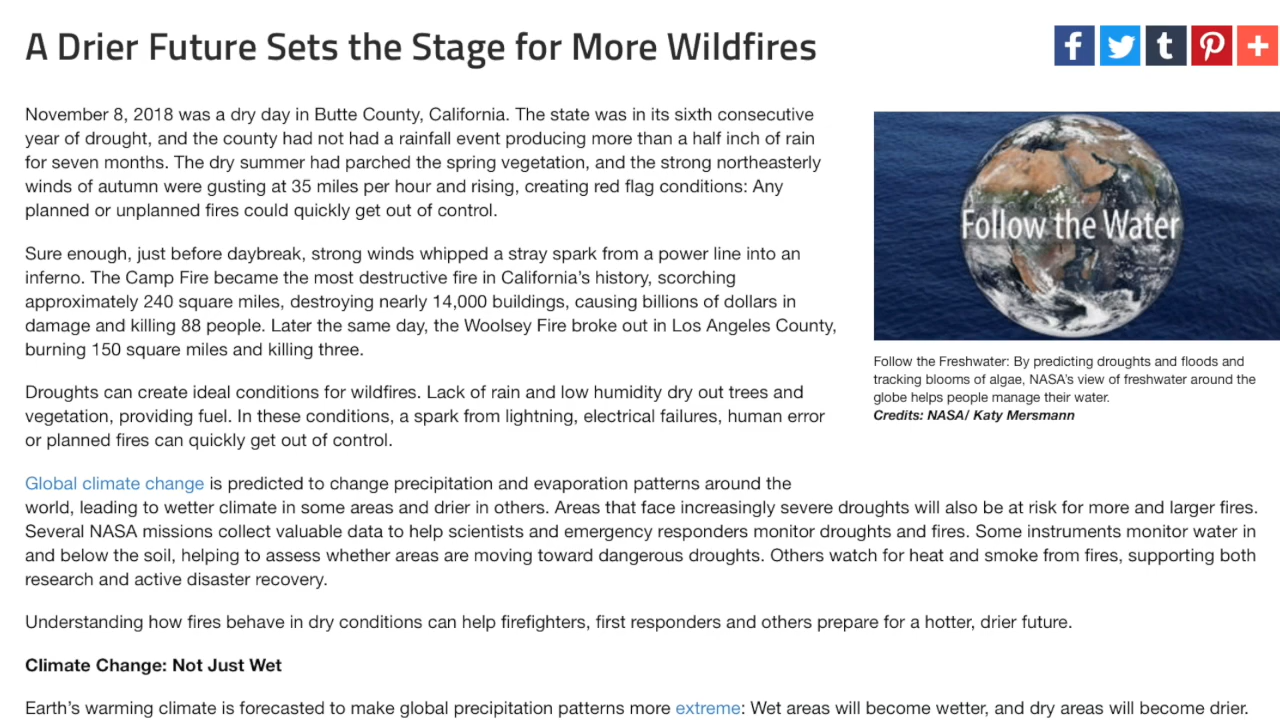 A Drier Future Sets the Stage for More Wildfires
November 8, 2018 was a dry day in Butte County, California. The state was in its sixth consecutive
year of drought, and the county had not had a rainfall event producing more than a half inch of rain
for seven months. The dry summer had parched the spring vegetation, and the strong northeasterly
winds of autumn were gusting at 35 miles per hour and rising, creating red flag conditions: Any
planned or unplanned fires could quickly get out of control.
Sure enough, just before daybreak, strong winds whipped a stray spark from a power line into an
inferno. The Camp Fire became the most destructive fire in California's history, scorching
approximately 240 square miles, destroying nearly 14,000 buildings, causing billions of dollars in
damage and killing 88 people. Later the same day, the Woolsey Fire broke out in Los Angeles County,
burning 150 square miles and killing three.
Droughts can create ideal conditions for wildfires. Lack of rain and low humidity dry out trees and
vegetation, providing fuel. In these conditions, a spark from lightning, electrical failures, human error
or planned fires can quickly get out of control.
Follow the Water
Follow the Freshwater: By predicting droughts and floods and
tracking blooms of algae, NASA's view of freshwater around the
globe helps people manage their water.
Credits: NASA/ Katy Mersmann
Global climate change is predicted to change precipitation and evaporation patterns around the
world, leading to wetter climate in some areas and drier in others. Areas that face increasingly severe droughts will also be at risk for more and larger fires.
Several NASA missions collect valuable data to help scientists and emergency responders monitor droughts and fires. Some instruments monitor water in
and below the soil, helping to assess whether areas are moving toward dangerous droughts. Others watch for heat and smoke from fires, supporting both
research and active disaster recovery.
Understanding how fires behave in dry conditions can help firefighters, first responders and others prepare for a hotter, drier future.
Climate Change: Not Just Wet
Earth's warming climate is forecasted to make global precipitation patterns more extreme: Wet areas will become wetter, and dry areas will become drier.